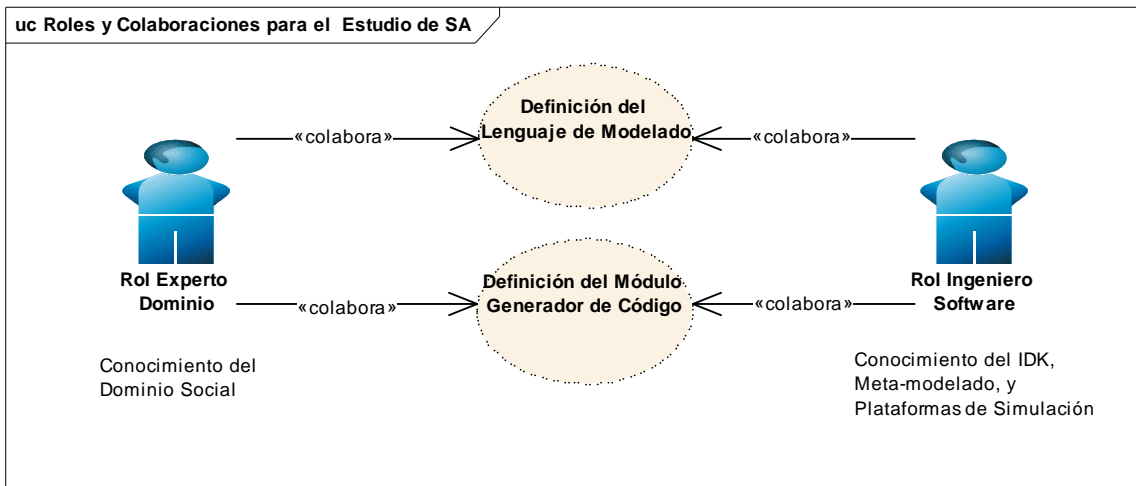 uc Roles y Colaboraciones para el Estudio de SA
Definición del
Lenguaje de Modelado
«colabora»
«colabora»
Rol Experto
Dominio
Rol Ingeniero
Software
Definición del Módulo
Generador de Código
«colabora»
«colabora»
Conocimiento del
Dominio Social
Conocimiento del IDK,
Meta-modelado, y
Plataformas de Simulación